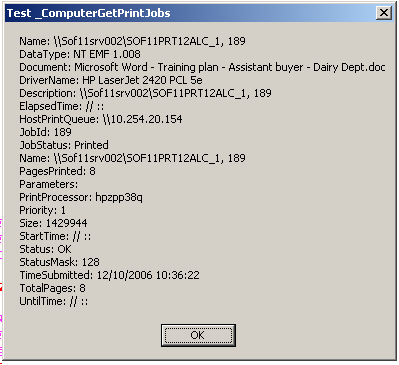 Test _ComputerGetPrintJobs
Name: \\Sof11srv002\SOF11PRT12ALC_1, 189
DataType: NT EMF 1.008
Document: Microsoft Word - Training plan - Assistant buyer - Dairy Dept.doc
DriverName: HP LaserJet 2420 PCL 5e
Description: \\Sof11srv002\SOF11PRT12ALC_1, 189
ElapsedTime: // ::
HostPrintQueue: \\10.254.20.154
JobId: 189
JobStatus: Printed
Name: \\Sof11srv002\SOF11PRT12ALC_1, 189
PagesPrinted: 8
Parameters:
PrintProcessor: hpzpp38q
Priority: 1
Size: 1429944
StartTime: // ::
Status: OK
StatusMask: 128
TimeSubmitted: 12/10/2006 10:36:22
TotalPages: 8
UntilTime: // ::
OK